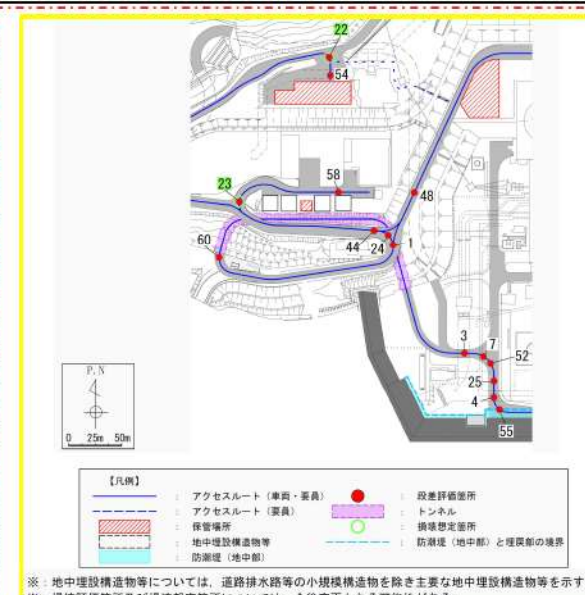 22
54
58
23
48
44
24
1
60
3
7
52
25
4
55
P.N
0 25m 50m
【凡例】
: アクセスルート（車両・要員）
: アクセスルート（要員）
: 保管場所
: 地中埋設構造物等
: 防潮堤（地中部）
: 段差評価箇所
: トンネル
: 損壊想定箇所
: 防潮堤（地中部）と埋戻部の境界
※：地中埋設構造物等については，道路排水路等の小規模構造物を除き主要な地中埋設構造物等を示す